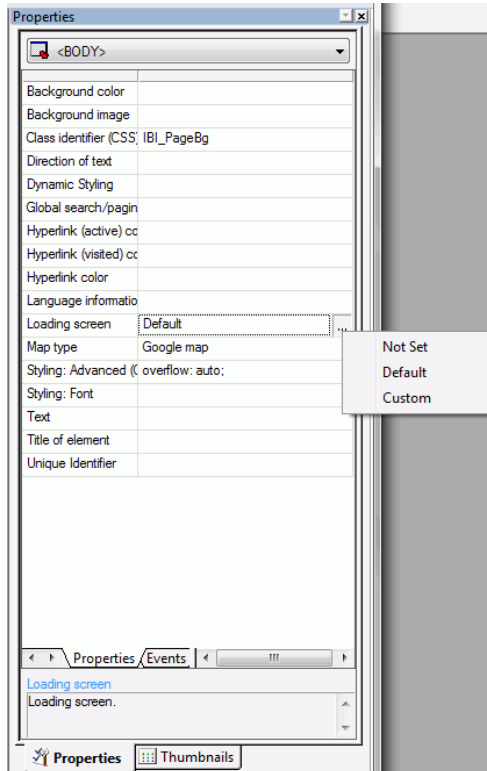 Properties
<BODY>
Background color
Background image
Class identifier (CSS) IBI_PageBg
Direction of text
Dynamic Styling
Global search/pagin
Hyperlink (active) cc
Hyperlink (visited) cc
Hyperlink color
Language informatio
Loading screen Default ...
Not Set
Map type Google map
Default
Styling: Advanced (C overflow: auto;
Custom
Styling: Font
Text
Title of element
Unique Identifier
Properties Events
Loading screen
Loading screen.
Properties Thumbnails